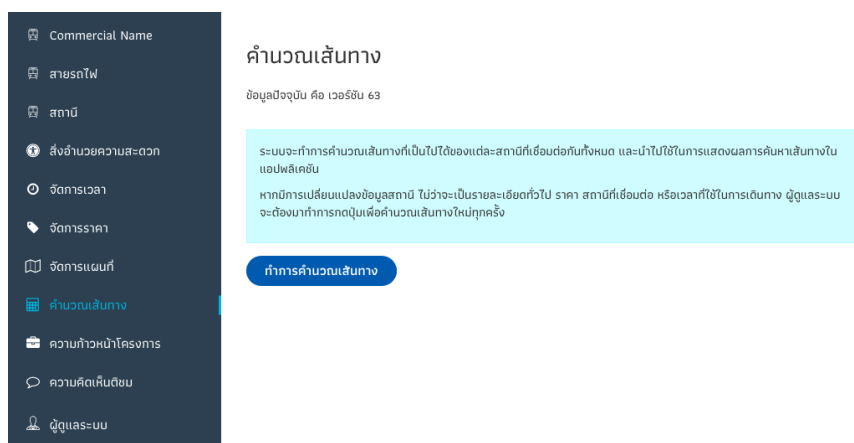 Commercial Name
สายรถไฟ
สถานี
สิ่งอำนวยความสะดวก
จัดการเวลา
จัดการราคา
จัดการแผนที่
คำนวณเส้นทาง
ความก้าวหน้าโครงการ
ความคิดเห็นติชม
ผู้ดูแลระบบ
คำนวณเส้นทาง
ข้อมูลปัจจุบัน คือ เวอร์ชัน 63
ระบบจะทำการคำนวณเส้นทางที่เป็นไปได้ของแต่ละสถานีที่เชื่อมต่อกันทั้งหมด และนำไปใช้ในการแสดงผลการค้นหาเส้นทางใน
แอปพลิเคชัน
หากมีการเปลี่ยนแปลงข้อมูลสถานี ไม่ว่าจะเป็นรายละเอียดทั่วไป ราคา สถานีที่เชื่อมต่อ หรือเวลาที่ใช้ในการเดินทาง ผู้ดูแลระบบ
จะต้องมาทำการกดปุ่มเพื่อคำนวณเส้นทางใหม่ทุกครั้ง
ทำการคำนวณเส้นทาง